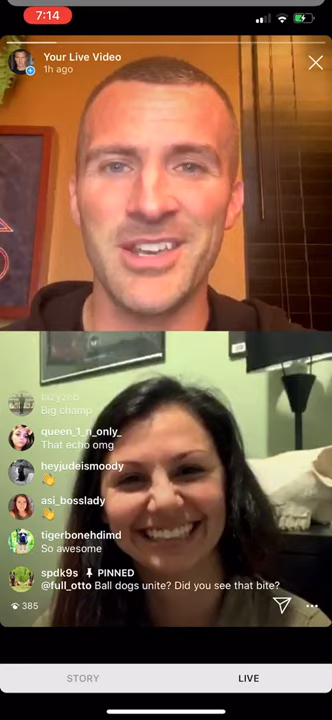 7:14
Your Live Video
1h ago
Big champ
queen_1_n_only_
That echo omg
heyjudeismoody
👋
asi_bosslady
👋
tigerbonehdimd
So awesome
spdk9s PINNED
@full_otto Ball dogs unite? Did you see that bite?
385
STORY
LIVE